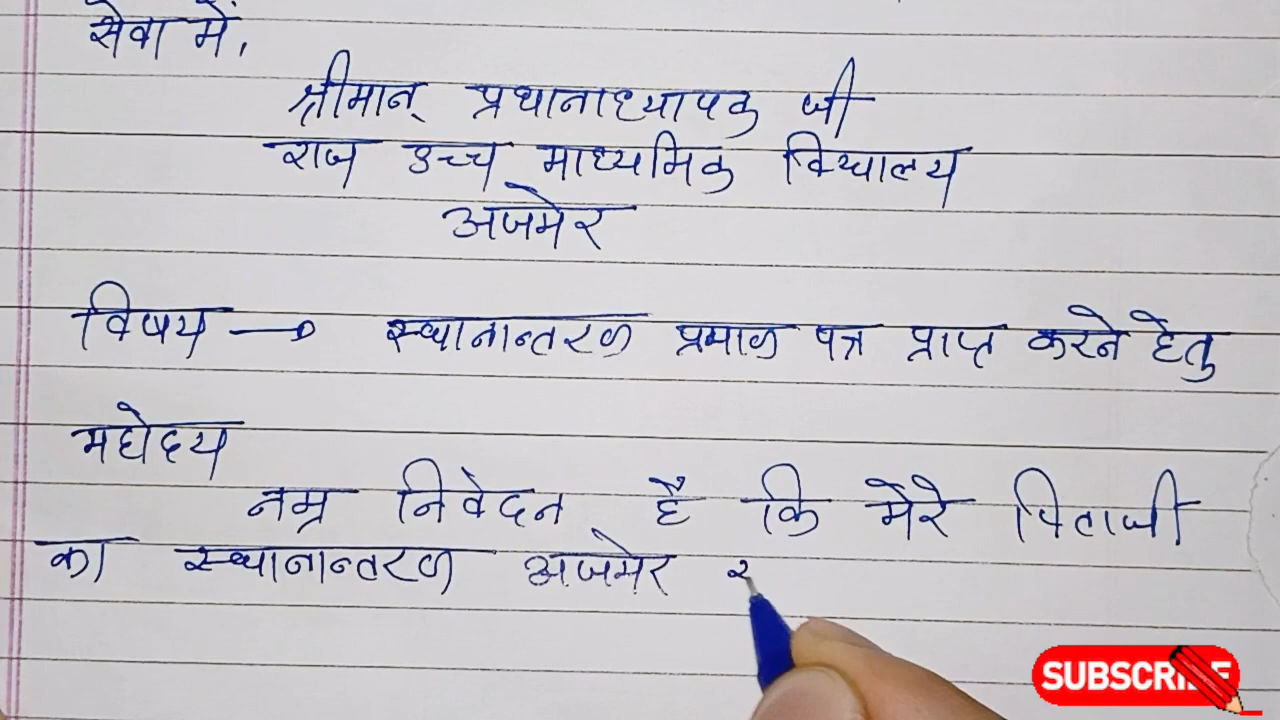 सेवा में,
श्रीमान् प्रधानाध्यापक जी
राज उच्च माध्यमिक विद्यालय
अजमेर
विषय → स्थानान्तरण प्रमाण पत्र प्राप्त करने हेतु
महोदय
नम्र निवेदन है कि मेरे पिताजी
का स्थानान्तरण अजमेर
SUBSCRIBE